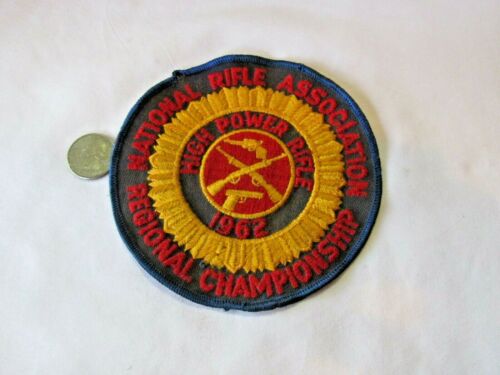 NATIONAL RIFLE ASSOCIATION
HIGH POWER RIFLE
1962
REGIONAL CHAMPIONSHIP